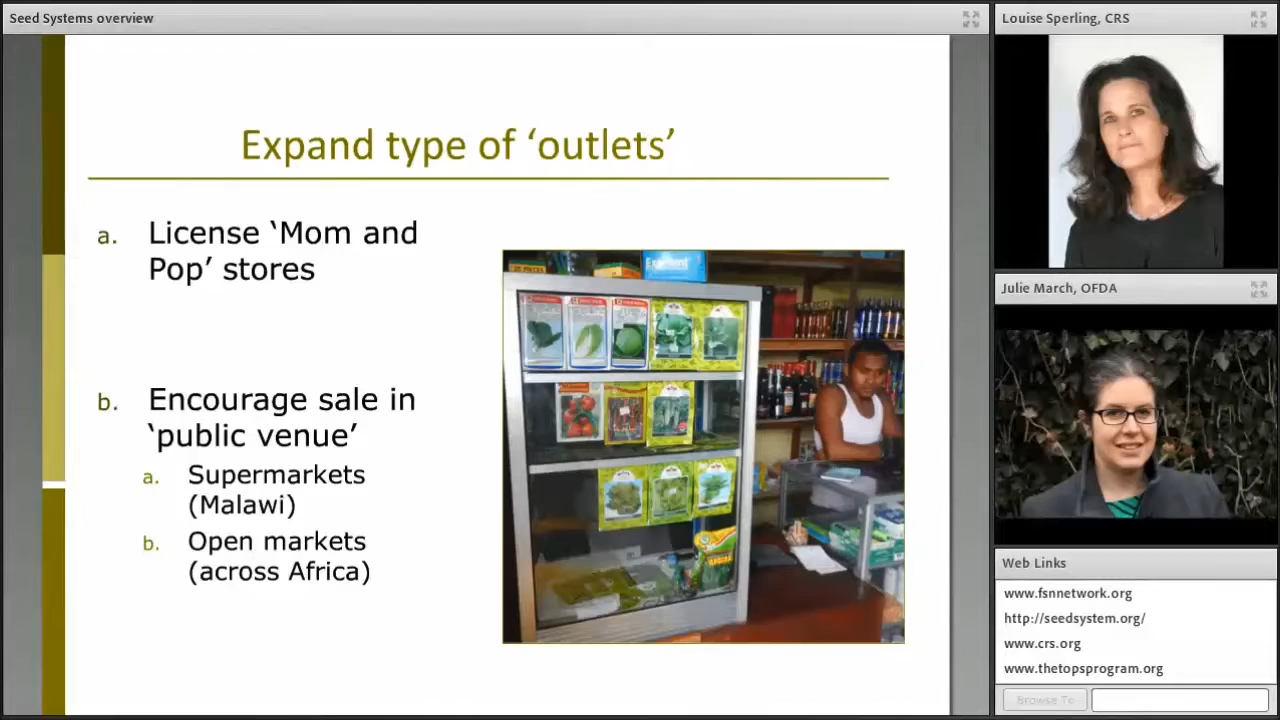 Seed Systems overview
Expand type of ‘outlets’
a. License ‘Mom and
Pop’ stores
b. Encourage sale in
‘public venue’
a. Supermarkets
(Malawi)
b. Open markets
(across Africa)
Louise Sperling, CRS
Julie March, OFDA
Web Links
www.fsnnetwork.org
http://seedsystem.org/
www.crs.org
www.thetopsprogram.org
Browse To